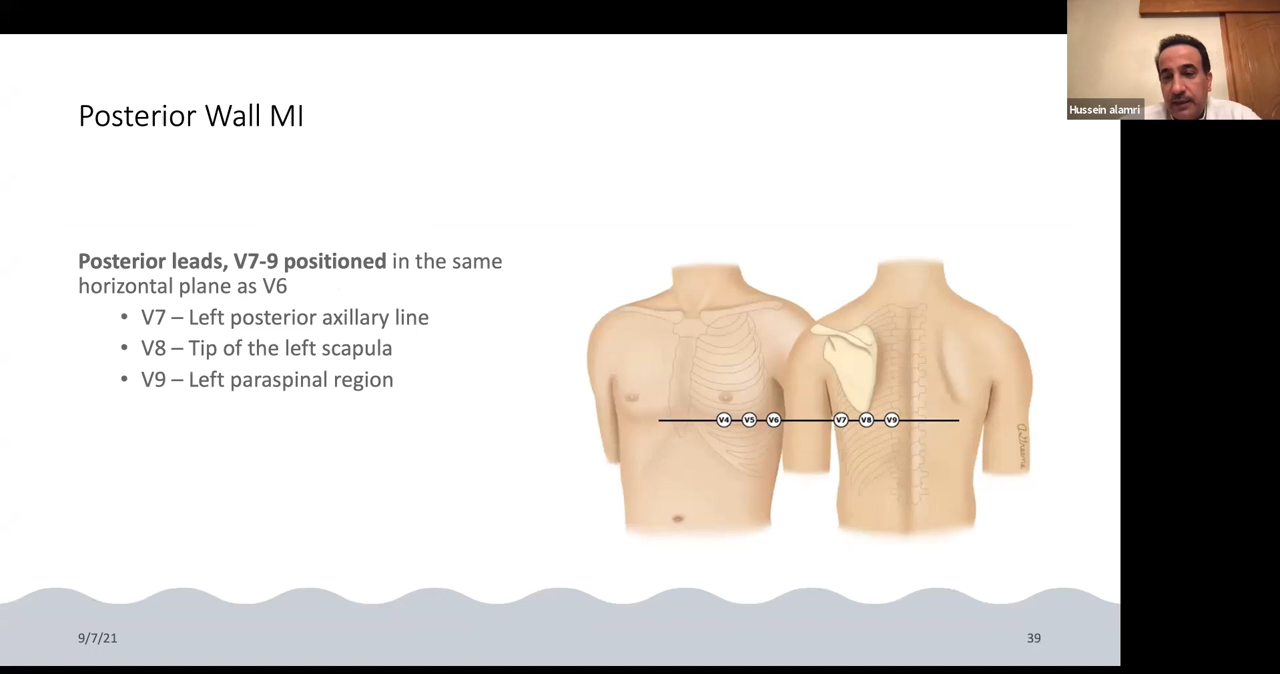 Hussein alamri
Posterior Wall MI
Posterior leads, V7-9 positioned in the same
horizontal plane as V6
• V7 – Left posterior axillary line
• V8 – Tip of the left scapula
• V9 – Left paraspinal region
V4 V5 V6 V7 V8 V9
9/7/21
39